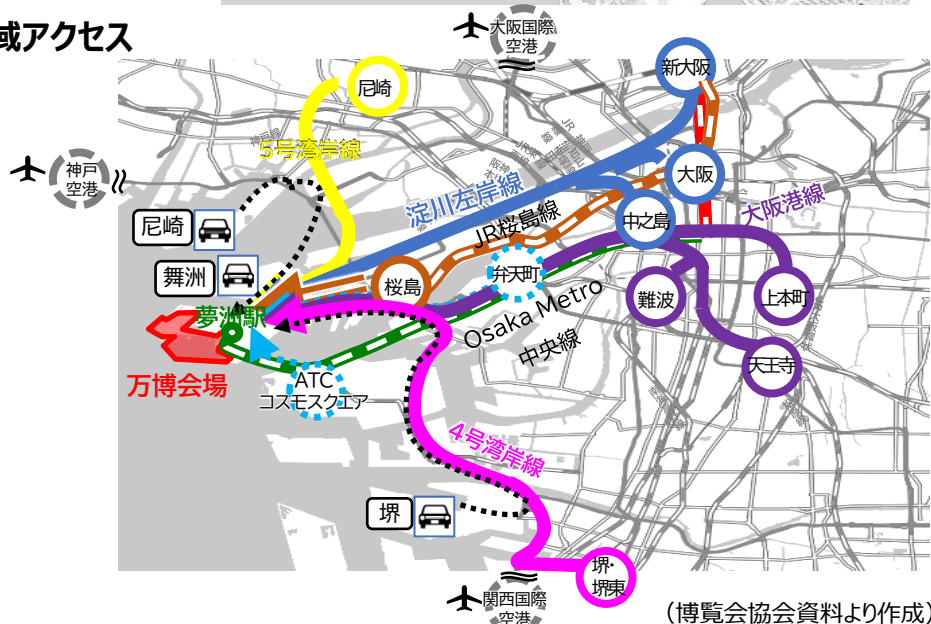 域アクセス
大阪国際
空港
新大阪
尼崎
神戸線
5号湾岸線
神戸
空港
大阪
淀川左岸線
大阪港線
中之島
JR桜島線
尼崎
舞洲
桜島
弁天町
難波
上本町
夢洲駅
Osaka Metro
中央線
天王寺
万博会場
ATC
コスモスクエア
4号湾岸線
堺
堺・
堺東
関西国際
空港
（博覧会協会資料より作成）